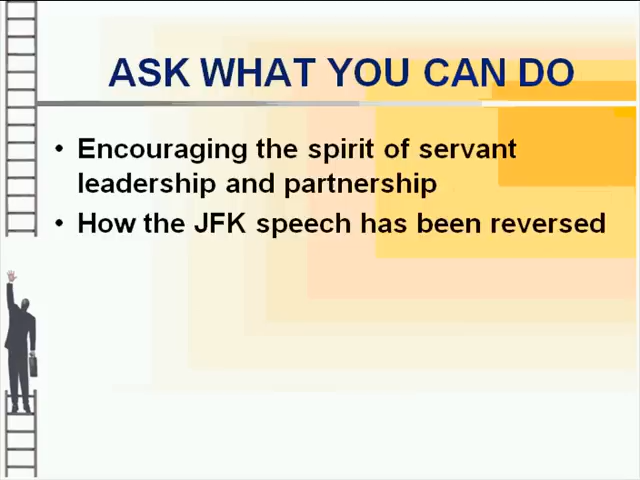 ASK WHAT YOU CAN DO
• Encouraging the spirit of servant
leadership and partnership
• How the JFK speech has been reversed